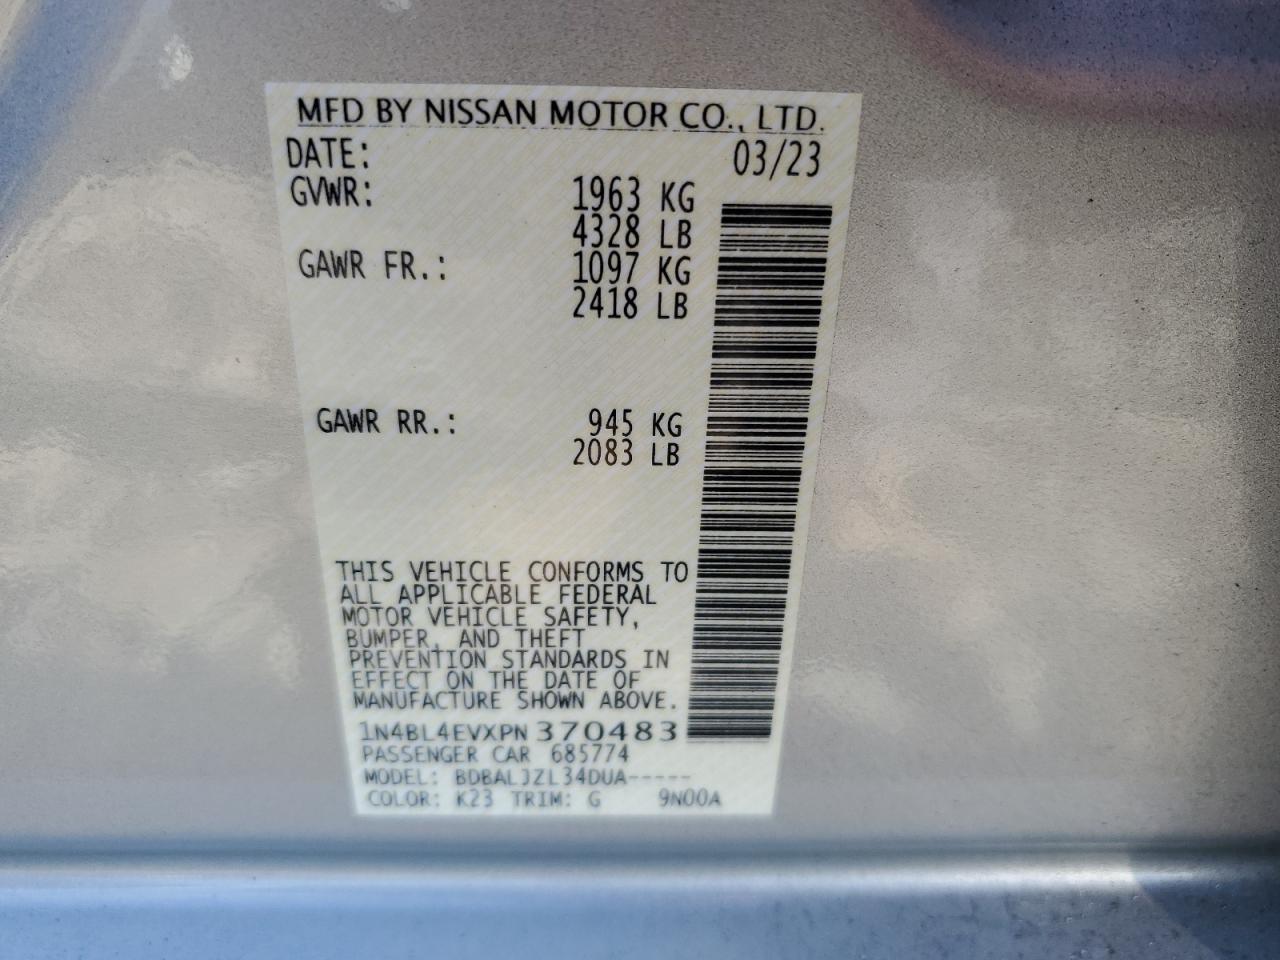 MFD BY NISSAN MOTOR CO., LTD.
DATE: 03/23
GVWR: 1963 KG
4328 LB
GAWR FR.: 1097 KG
2418 LB
GAWR RR.: 945 KG
2083 LB
THIS VEHICLE CONFORMS TO
ALL APPLICABLE FEDERAL
MOTOR VEHICLE SAFETY,
BUMPER, AND THEFT
PREVENTION STANDARDS IN
EFFECT ON THE DATE OF
MANUFACTURE SHOWN ABOVE.
1N4BL4EVXPN370483
PASSENGER CAR 685774
MODEL: BDBALJZL34DUA-----
COLOR: K23 TRIM: G 9N00A